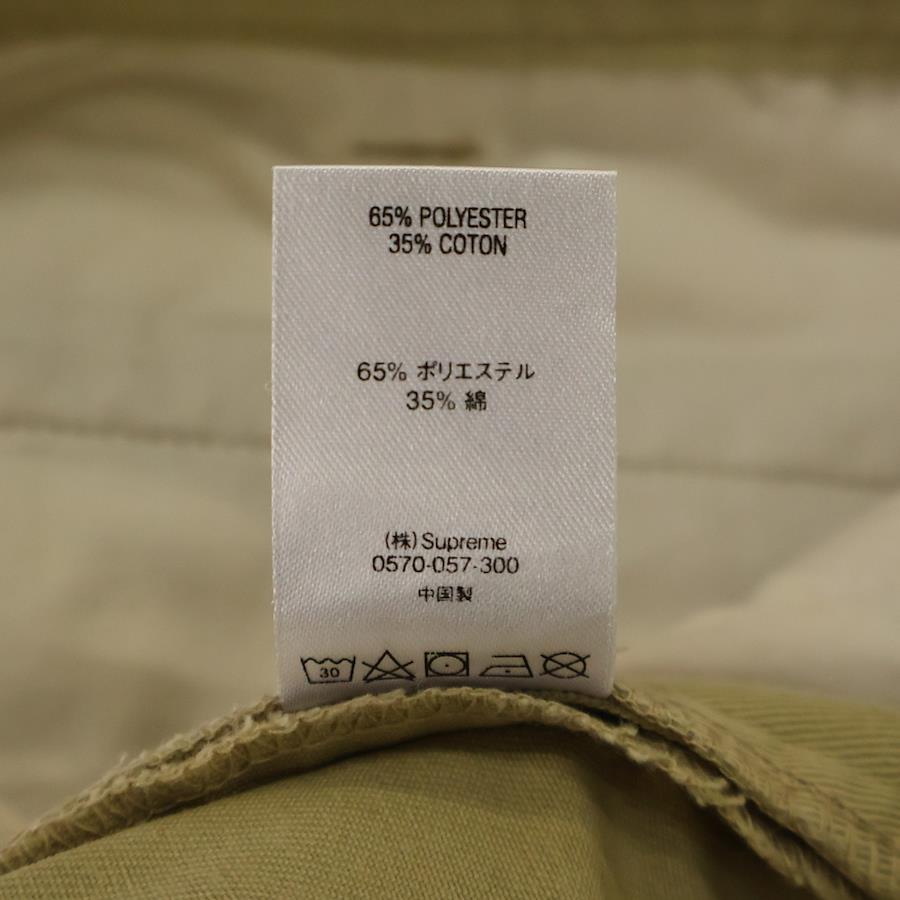 65% POLYESTER
35% COTON
65% ポリエステル
35% 綿
(株)Supreme
0570-057-300
中国製
30